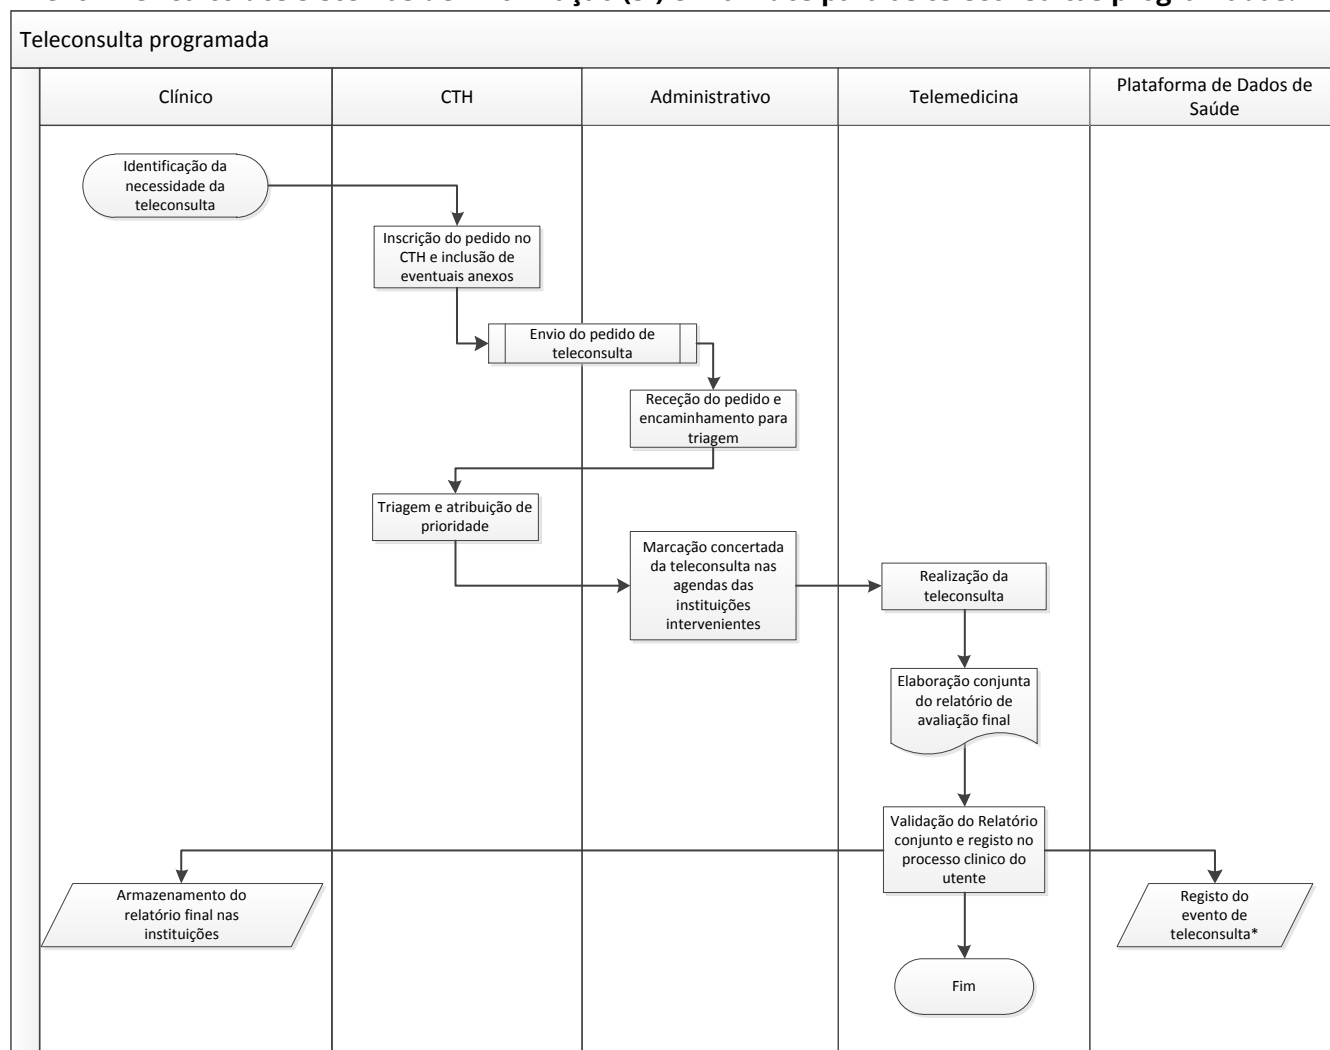 Teleconsulta programada
Clínico
CTH
Administrativo
Telemedicina
Plataforma de Dados de
Saúde
Identificação da
necessidade da
teleconsulta
Inscrição do pedido no
CTH e inclusão de
eventuais anexos
Envio do pedido de
teleconsulta
Receção do pedido e
encaminhamento para
triagem
Triagem e atribuição de
prioridade
Marcação concertada
da teleconsulta nas
agendas das
instituições
intervenientes
Realização da
teleconsulta
Elaboração conjunta
do relatório de
avaliação final
Validação do Relatório
conjunto e registo no
processo clinico do
utente
Armazenamento do
relatório final nas
instituições
Registo do
evento de
teleconsulta*
Fim